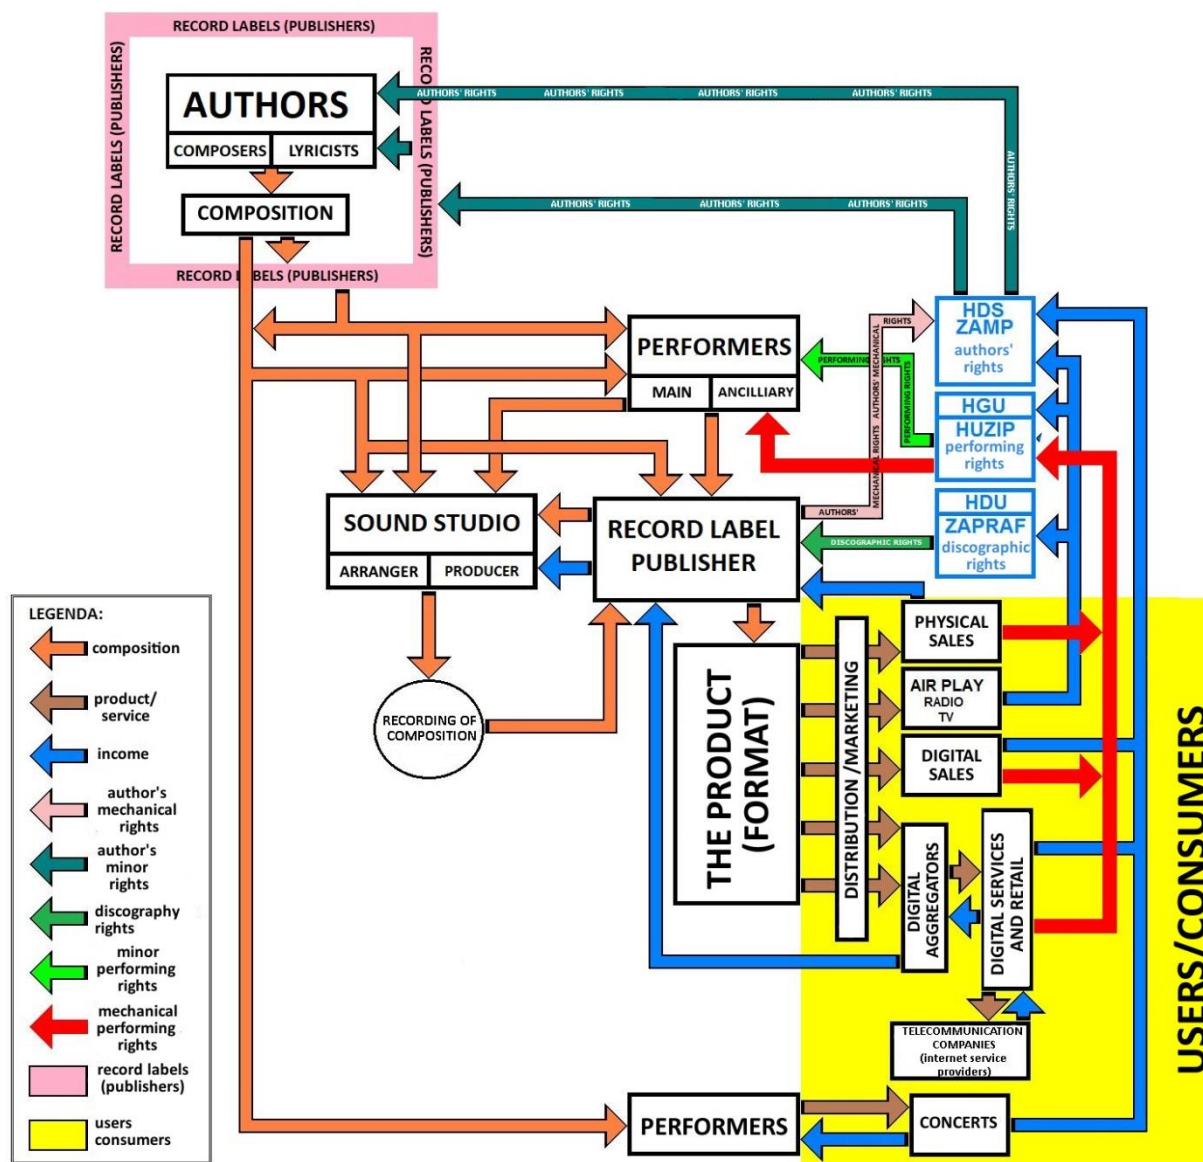 RECORD LABELS (PUBLISHERS)
RECORD LABELS (PUBLISHERS)
RECORD LABELS (PUBLISHERS)
AUTHORS
COMPOSERS
LYRICISTS
COMPOSITION
RECORD LABELS (PUBLISHERS)
AUTHORS' RIGHTS
AUTHORS' RIGHTS
AUTHORS' RIGHTS
AUTHORS' RIGHTS
AUTHORS' RIGHTS
AUTHORS' RIGHTS
AUTHORS' RIGHTS
AUTHORS' RIGHTS
HDS
ZAMP
authors'
rights
HGU
HUZIP
performing
rights
HDU
ZAPRAF
discographic
rights
PERFORMERS
MAIN
ANCILLIARY
PERFORMING RIGHTS
PERFORMING RIGHTS
AUTHORS'
MECHANICAL RIGHTS
AUTHORS' MECHANICAL
RIGHTS
DISCOGRAPHIC RIGHTS
SOUND STUDIO
ARRANGER
PRODUCER
RECORD LABEL
PUBLISHER
RECORDING OF
COMPOSITION
THE PRODUCT
(FORMAT)
DISTRIBUTION /MARKETING
PHYSICAL
SALES
AIR PLAY
RADIO
TV
DIGITAL
SALES
DIGITAL
AGGREGATORS
DIGITAL SERVICES
AND RETAIL
TELECOMMUNICATION
COMPANIES
(internet service
providers)
USERS/CONSUMERS
PERFORMERS
CONCERTS
LEGENDA:
composition
product/
service
income
author's
mechanical
rights
author's
minor
rights
discography
rights
minor
performing
rights
mechanical
performing
rights
record labels
(publishers)
users
consumers